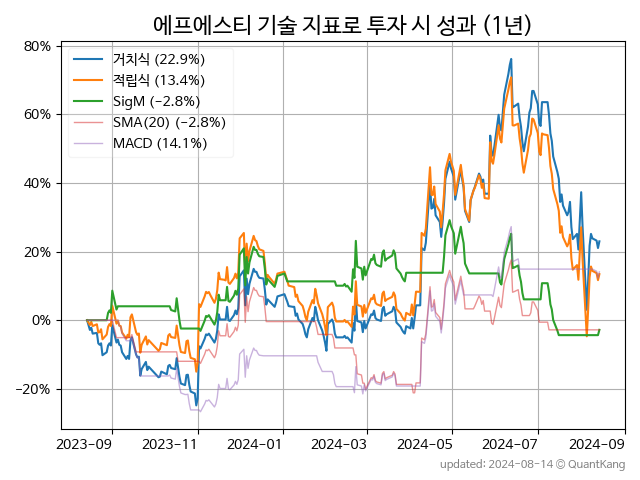 에프에스티 기술 지표로 투자 시 성과 (1년)
80%
60%
40%
20%
0%
−20%
거치식 (22.9%)
적립식 (13.4%)
SigM (−2.8%)
SMA(20) (−2.8%)
MACD (14.1%)
2023-09 2023-11 2024-01 2024-03 2024-05 2024-07 2024-09
updated: 2024-08-14 © QuantKang